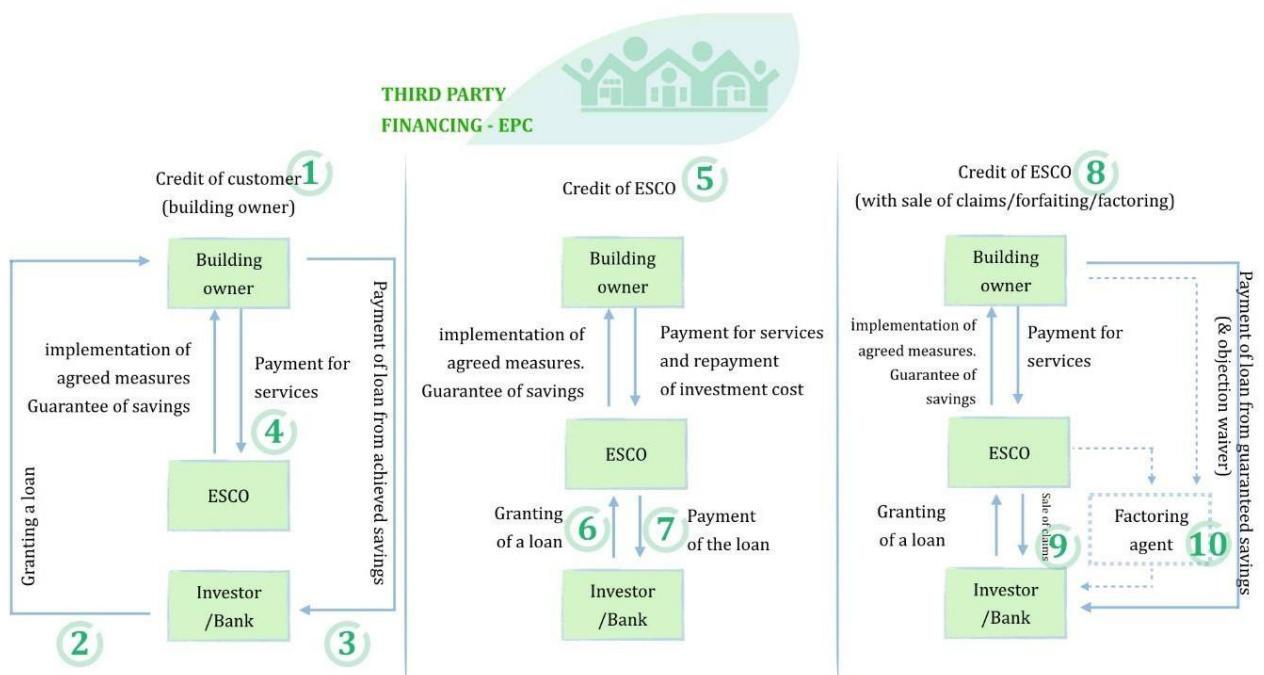 THIRD PARTY
FINANCING - EPC
Credit of customer
(building owner)
1
Building
owner
implementation of
agreed measures
Guarantee of savings
Payment for
services
4
ESCO
Granting a loan
Payment of loan from achieved savings
Investor
/Bank
2
3
Credit of ESCO
5
Building
owner
implementation of
agreed measures.
Guarantee of savings
Payment for services
and repayment
of investment cost
ESCO
Granting
of a loan
6
7
Payment
of the loan
Investor
/Bank
Credit of ESCO
8
(with sale of claims/forfaiting/factoring)
Building
owner
implementation of
agreed measures.
Guarantee of
savings
Payment for
services
ESCO
Granting
of a loan
Sale of claims
9
Factoring
agent
10
Investor
/Bank
Payment of loan from guaranteed savings
(& objection waiver)